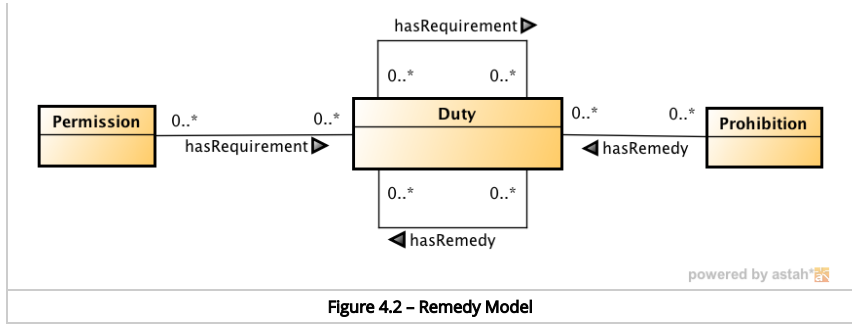 hasRequirement
0..* 0..*
Permission 0..* 0..* Duty 0..* 0..* Prohibition
hasRequirement hasRemedy
0..* 0..*
hasRemedy
powered by astah*
Figure 4.2 – Remedy Model